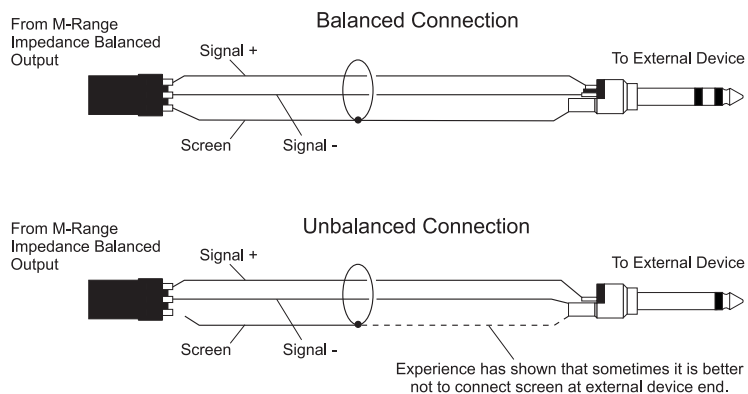 Balanced Connection
From M-Range
Impedance Balanced
Output
Signal +
To External Device
Screen
Signal -
Unbalanced Connection
From M-Range
Impedance Balanced
Output
Signal +
To External Device
Screen
Signal -
Experience has shown that sometimes it is better
not to connect screen at external device end.